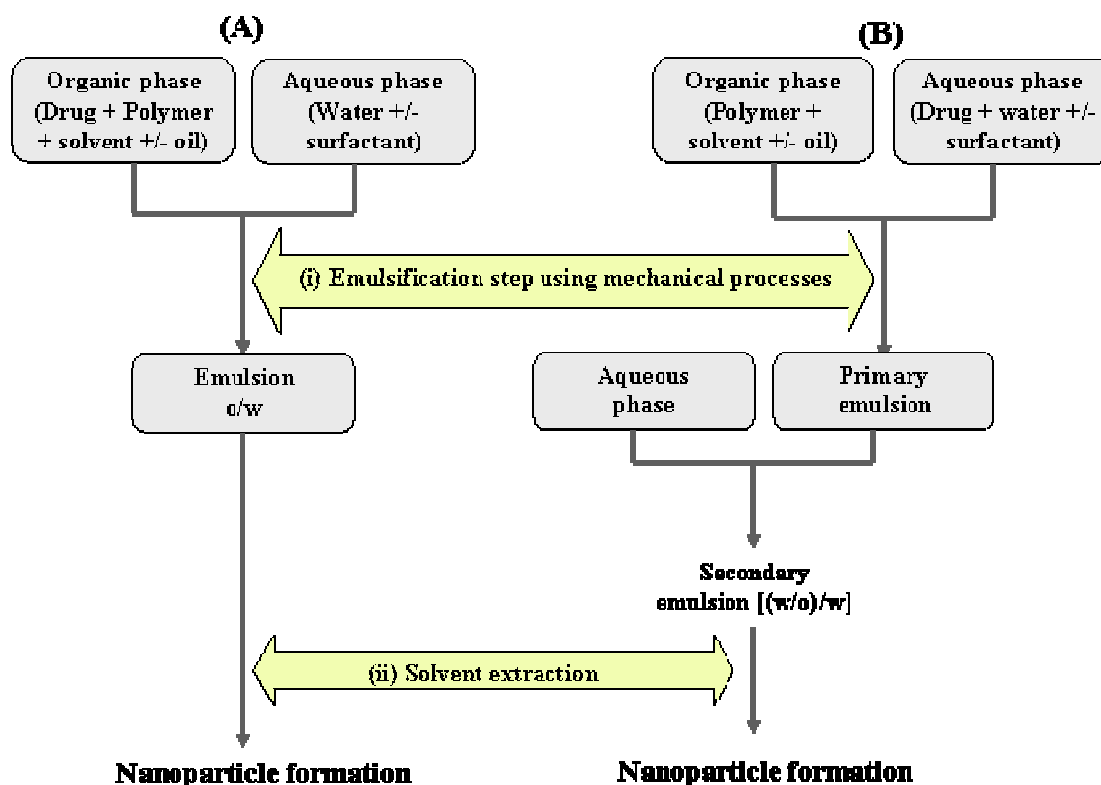 (A)
Organic phase
(Drug + Polymer
+ solvent +/- oil)
Aqueous phase
(Water +/-
surfactant)
(B)
Organic phase
(Polymer +
solvent +/- oil)
Aqueous phase
(Drug + water +/-
surfactant)
(i) Emulsification step using mechanical processes
Emulsion
o/w
Aqueous
phase
Primary
emulsion
Secondary
emulsion [(w/o)/w]
(ii) Solvent extraction
Nanoparticle formation
Nanoparticle formation